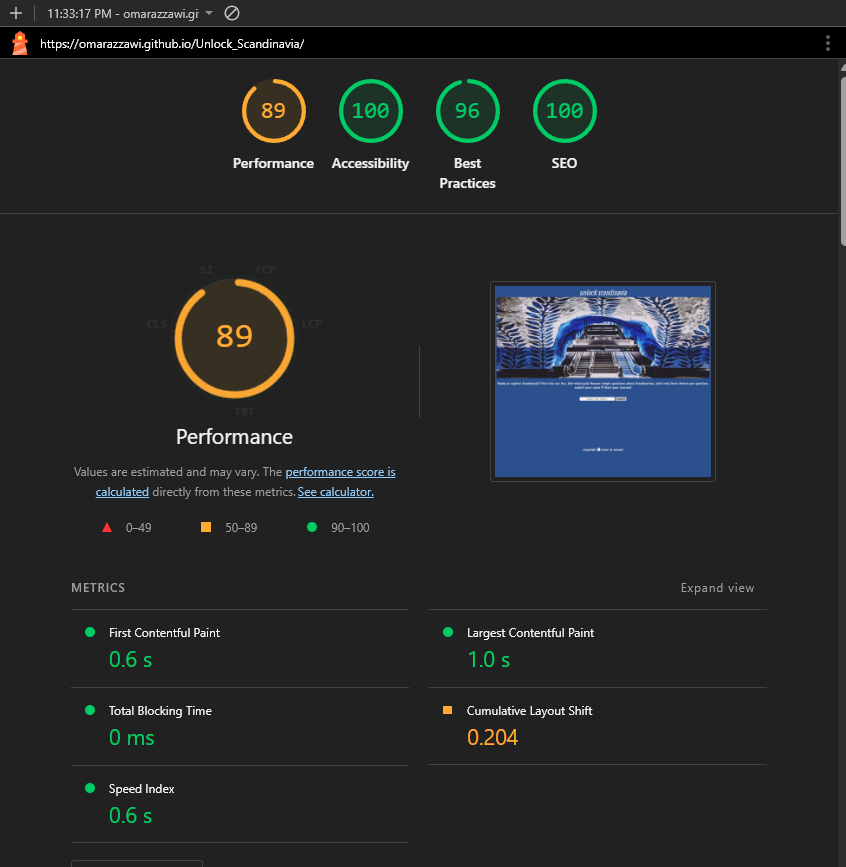 11:33:17 PM - omarazzawi.gi
https://omarazzawi.github.io/Unlock_Scandinavia/
89
100
96
100
Performance
Accessibility
Best
Practices
SEO
SI
FCP
CLS
LCP
TBT
89
Performance
Values are estimated and may vary. The performance score is
calculated directly from these metrics. See calculator.
0–49
50–89
90–100
unlock scandinavia
METRICS
Expand view
First Contentful Paint
0.6 s
Largest Contentful Paint
1.0 s
Total Blocking Time
0 ms
Cumulative Layout Shift
0.204
Speed Index
0.6 s